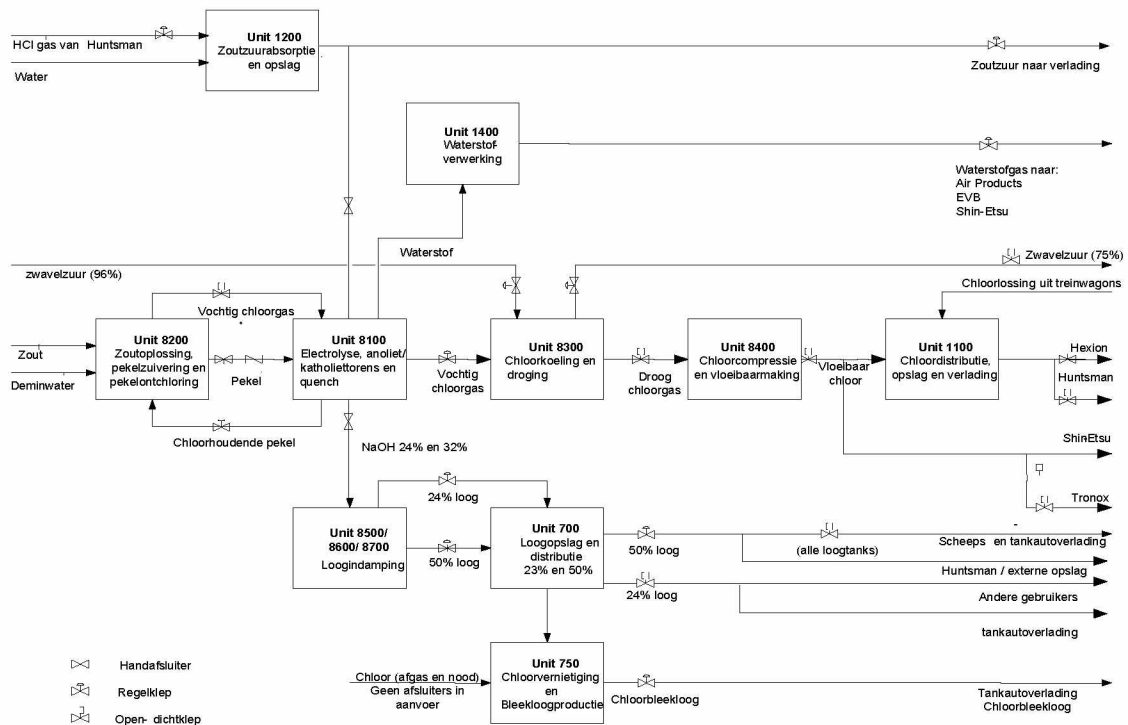 Unit 1200
Zoutzuurabsorptie
en opslag
HCl gas van Huntsman
Water
Zoutzuur naar verlading
Unit 1400
Waterstof-
verwerking
Waterstofgas naar:
Air Products
EVB
Shin-Etsu
Waterstof
zwavelzuur (96%)
Zwavelzuur (75%)
Chloorlossing uit treinwagons
Vochtig chloorgas
Unit 8200
Zoutoplossing,
pekelzuivering en
pekelontchloring
Zout
Deminwater
Pekel
Unit 8100
Electrolyse, anoliet/
katholiettorens en
quench
Vochtig
chloorgas
Unit 8300
Chloorkoeling en
droging
Droog
chloorgas
Unit 8400
Chloorcompressie
en vloeibaarmaking
Vloeibaar
chloor
Unit 1100
Chloordistributie,
opslag en verlading
Hexion
Huntsman
Chloorhoudende pekel
NaOH 24% en 32%
Shin-Etsu
Tronox
24% loog
Unit 8500/
8600/ 8700
Loogindamping
50% loog
Unit 700
Loogopslag en
distributie
23% en 50%
50% loog
(alle loogtanks)
Scheeps en tankautoverlading
Huntsman / externe opslag
24% loog
Andere gebruikers
tankautoverlading
Chloor (afgas en nood)
Geen afsluiters in
aanvoer
Unit 750
Chloorvernietiging
en
Bleekloogproductie
Chloorbleekloog
Tankautoverlading
Chloorbleekloog
Handafsluiter
Regelklep
Open- dichtklep